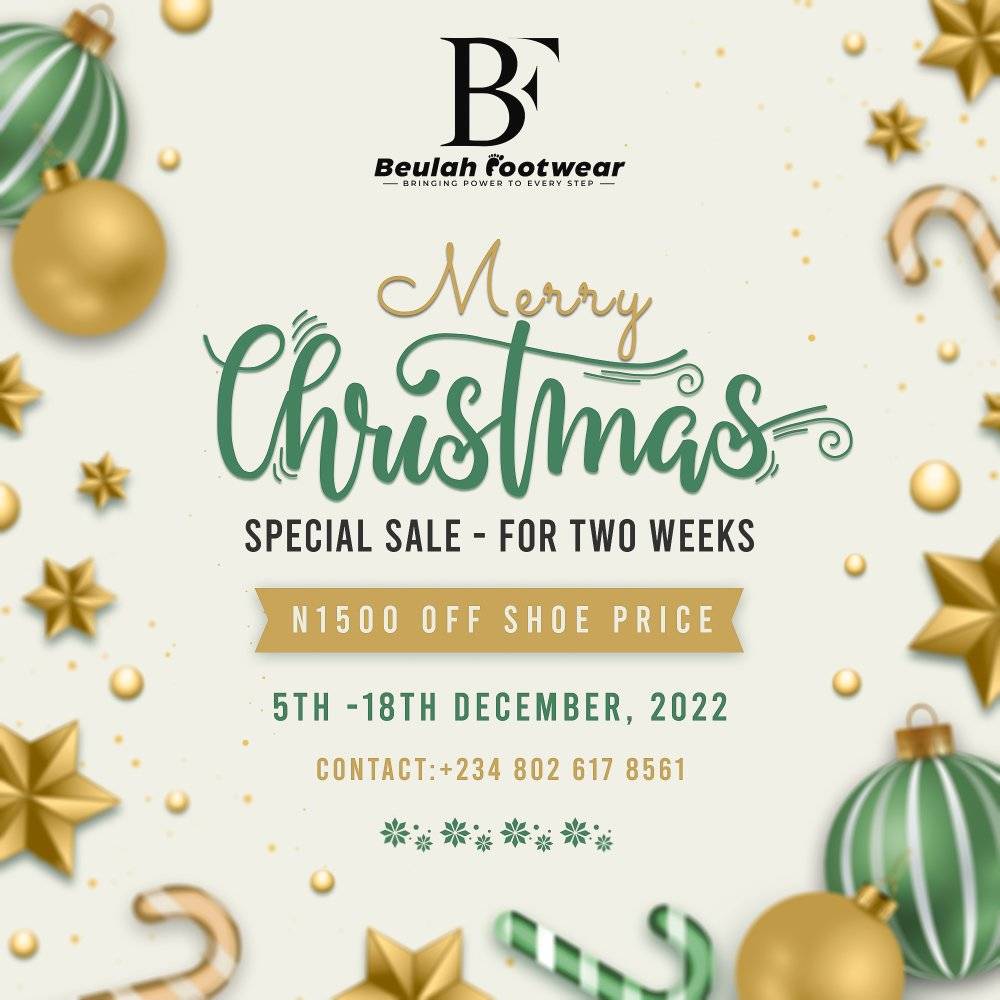 BF
Beulah Footwear
BRINGING POWER TO EVERY STEP
Merry
Christmas
SPECIAL SALE - FOR TWO WEEKS
N1500 OFF SHOE PRICE
5TH -18TH DECEMBER, 2022
CONTACT:+234 802 617 8561